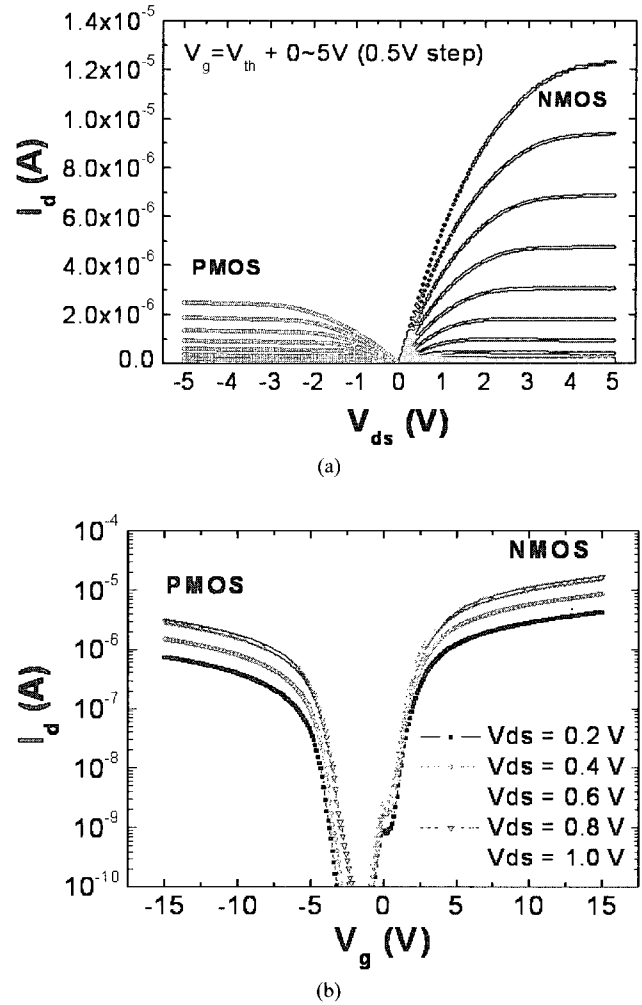 1.4x10^-5
V_g=V_th + 0~5V (0.5V step)
1.2x10^-5
NMOS
1.0x10^-5
8.0x10^-6
6.0x10^-6
PMOS
4.0x10^-6
2.0x10^-6
0.0
I_d (A)
-5 -4 -3 -2 -1 0 1 2 3 4 5
V_ds (V)
(a)
10^-4
NMOS
PMOS
10^-5
10^-6
10^-7
10^-8
10^-9
10^-10
I_d (A)
Vds = 0.2 V
Vds = 0.4 V
Vds = 0.6 V
Vds = 0.8 V
Vds = 1.0 V
-15 -10 -5 0 5 10 15
V_g (V)
(b)